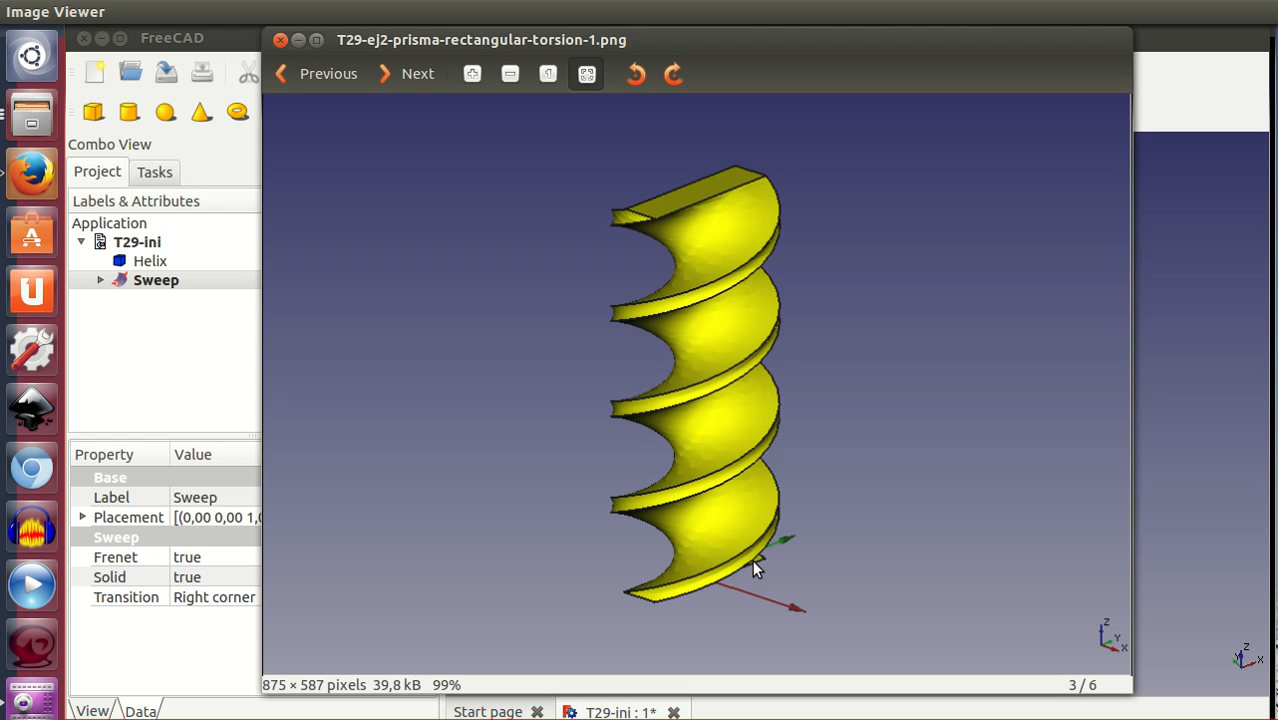 Image Viewer
FreeCAD
T29-ej2-prisma-rectangular-torsion-1.png
Previous
Next
Combo View
Project
Tasks
Labels & Attributes
Application
T29-ini
Helix
Sweep
Property
Value
Base
Label
Sweep
Placement
[(0,00 0,00 1,0
Sweep
Frenet
true
Solid
true
Transition
Right corner
View
Data
Z
Y
X
Z
X
875 × 587 pixels 39,8 kB 99%
3 / 6
Start page
T29-ini : 1*